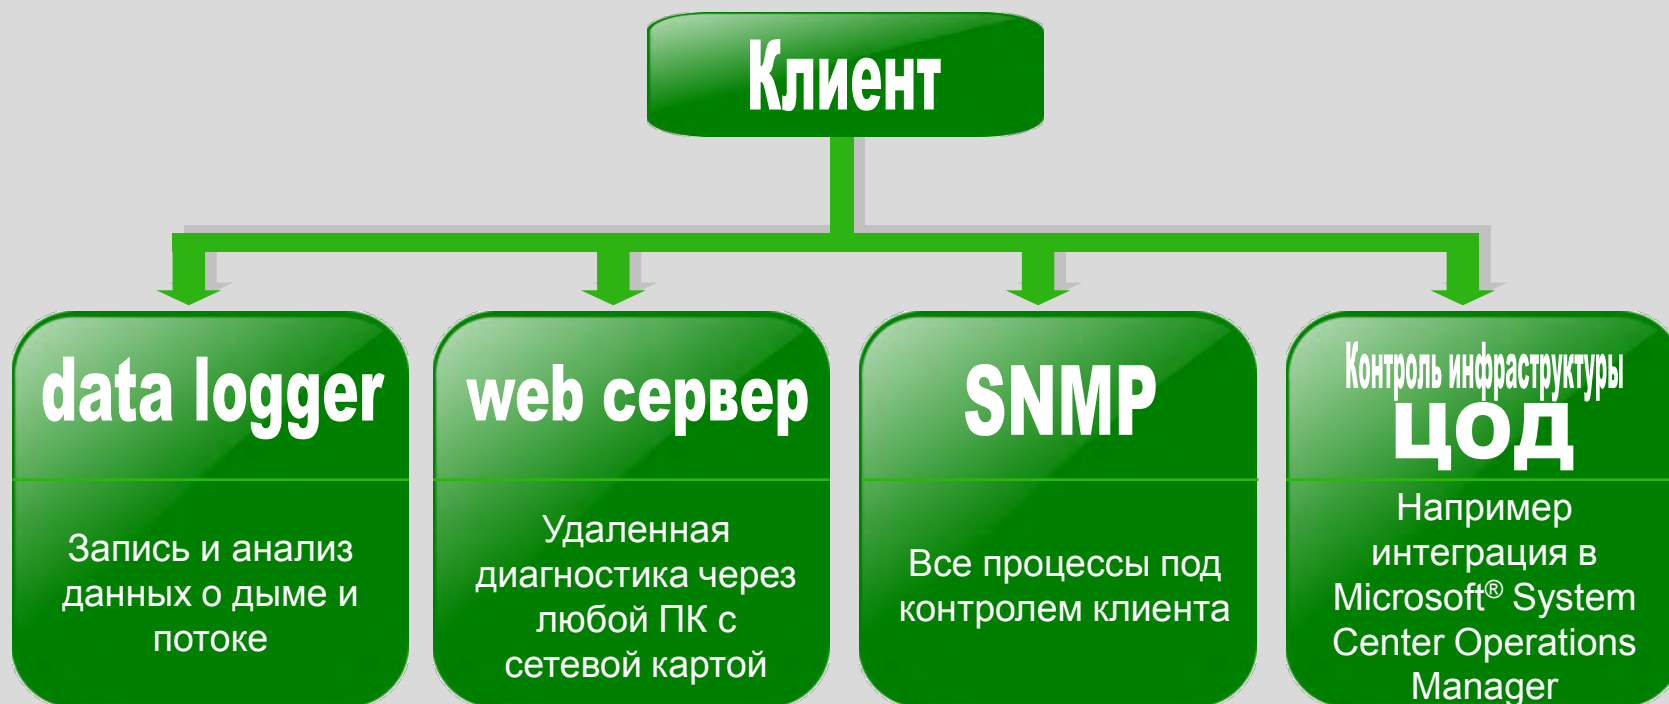 Клиент
data logger
Запись и анализ
данных о дыме и
потоке
web сервер
Удаленная
диагностика через
любой ПК с
сетевой картой
SNMP
Все процессы под
контролем клиента
Контроль инфраструктуры
ЦОД
Например
интеграция в
Microsoft® System
Center Operations
Manager